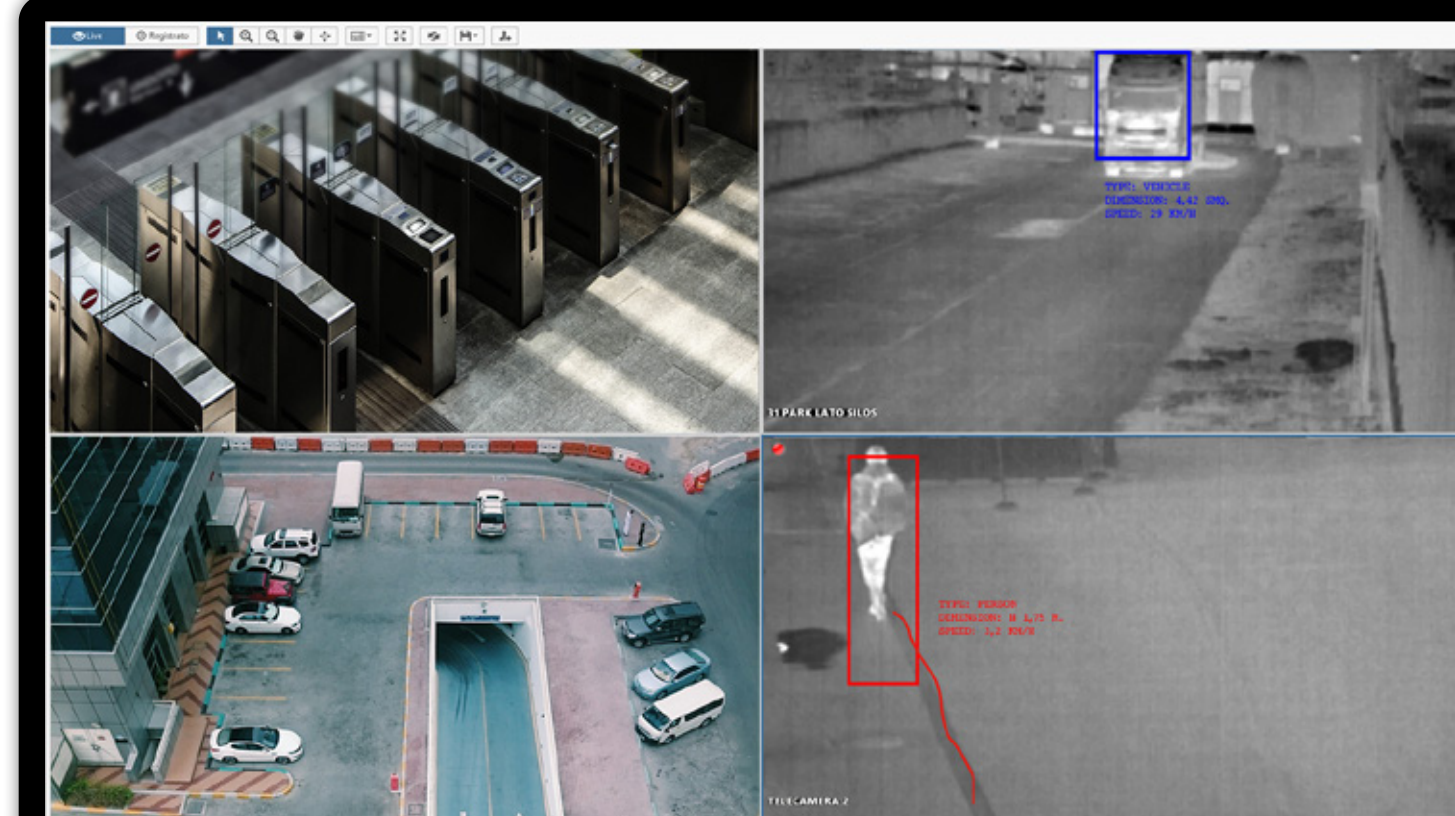 Live
Registrato
TYPE: VEHICLE
DIMENSION: 4,42 SMQ.
SPEED: 29 KM/H
31 PARK LATO SILOS
TYPE: PERSON
DIMENSION: H 1,75 M.
SPEED: 3,2 KM/H
TELECAMERA 2